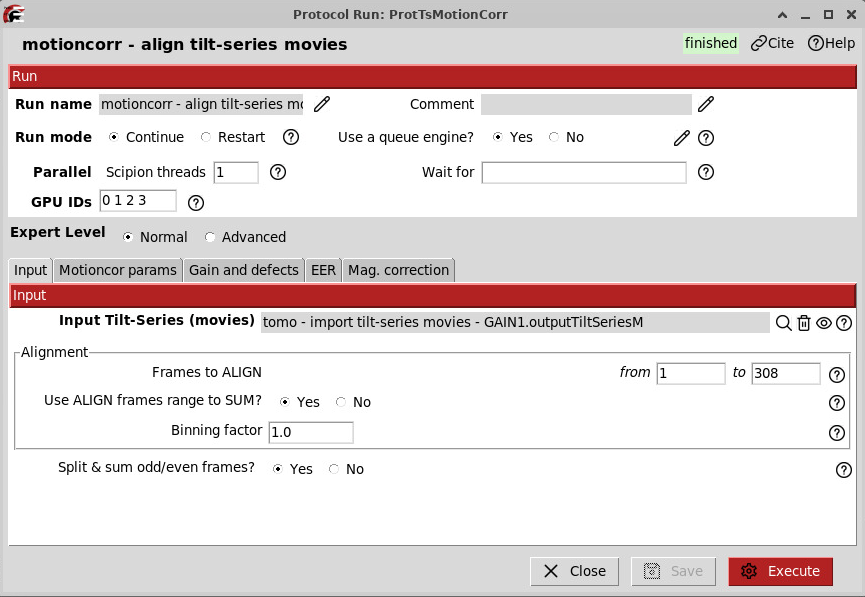 Protocol Run: ProtTsMotionCorr
motioncorr - align tilt-series movies finished Cite Help
Run
Run name motioncorr - align tilt-series mo Comment
Run mode Continue Restart Use a queue engine? Yes No
Parallel Scipion threads 1 Wait for
GPU IDs 0 1 2 3
Expert Level Normal Advanced
Input Motioncor params Gain and defects EER Mag. correction
Input
Input Tilt-Series (movies) tomo - import tilt-series movies - GAIN1.outputTiltSeriesM
Alignment
Frames to ALIGN from 1 to 308
Use ALIGN frames range to SUM? Yes No
Binning factor 1.0
Split & sum odd/even frames? Yes No
Close Save Execute